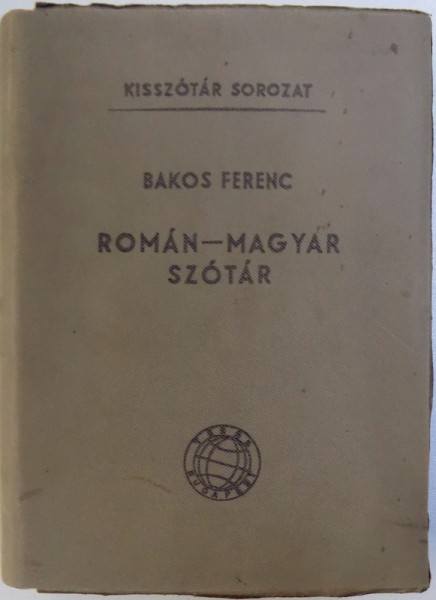 KISSZÓTÁR SOROZAT
BAKOS FERENC
ROMÁN—MAGYAR
SZÓTÁR
TERRA
BUDAPEST